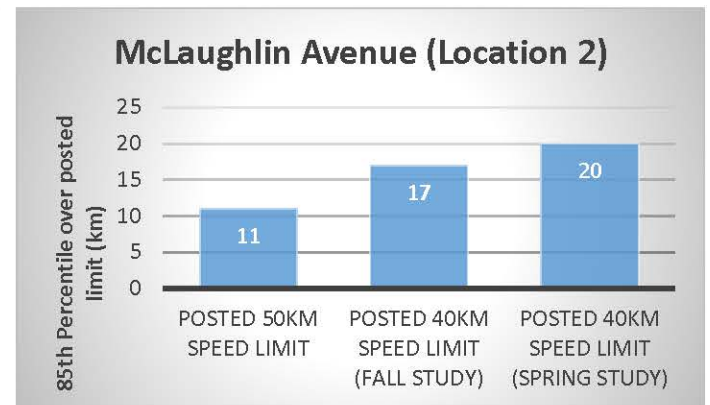 McLaughlin Avenue (Location 2)
85th Percentile over posted
limit (km)
25
20
15
10
5
0
11
17
20
POSTED 50KM
SPEED LIMIT
POSTED 40KM
SPEED LIMIT
(FALL STUDY)
POSTED 40KM
SPEED LIMIT
(SPRING STUDY)